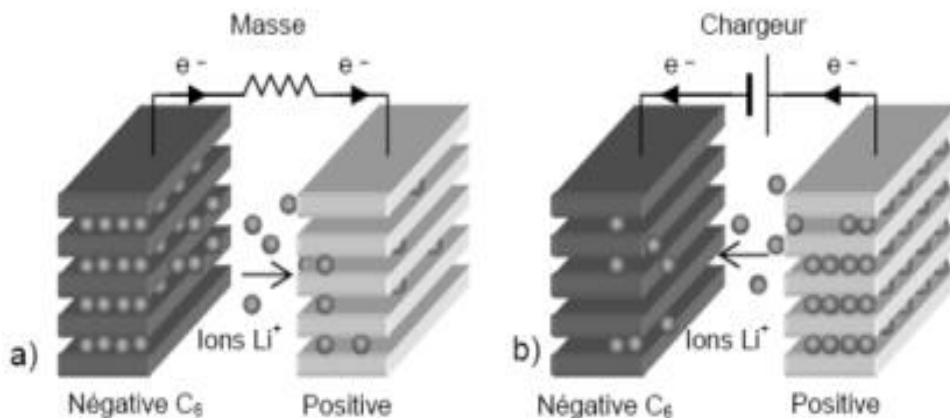 Masse
e⁻ e⁻
Ions Li⁺
a)
Négative C₆ Positive
Chargeur
e⁻ e⁻
Ions Li⁺
b)
Négative C₆ Positive